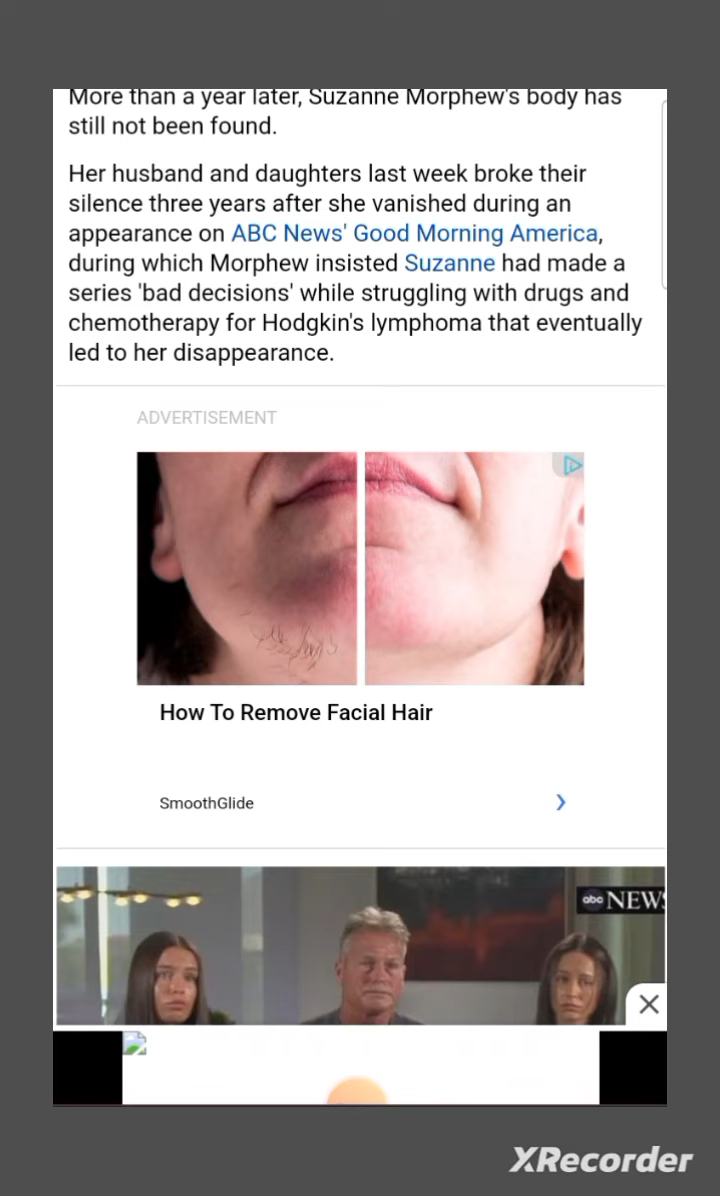 More than a year later, Suzanne Morphew's body has
still not been found.
Her husband and daughters last week broke their
silence three years after she vanished during an
appearance on ABC News' Good Morning America,
during which Morphew insisted Suzanne had made a
series 'bad decisions' while struggling with drugs and
chemotherapy for Hodgkin's lymphoma that eventually
led to her disappearance.
ADVERTISEMENT
How To Remove Facial Hair
SmoothGlide
abc NEWS
XRecorder